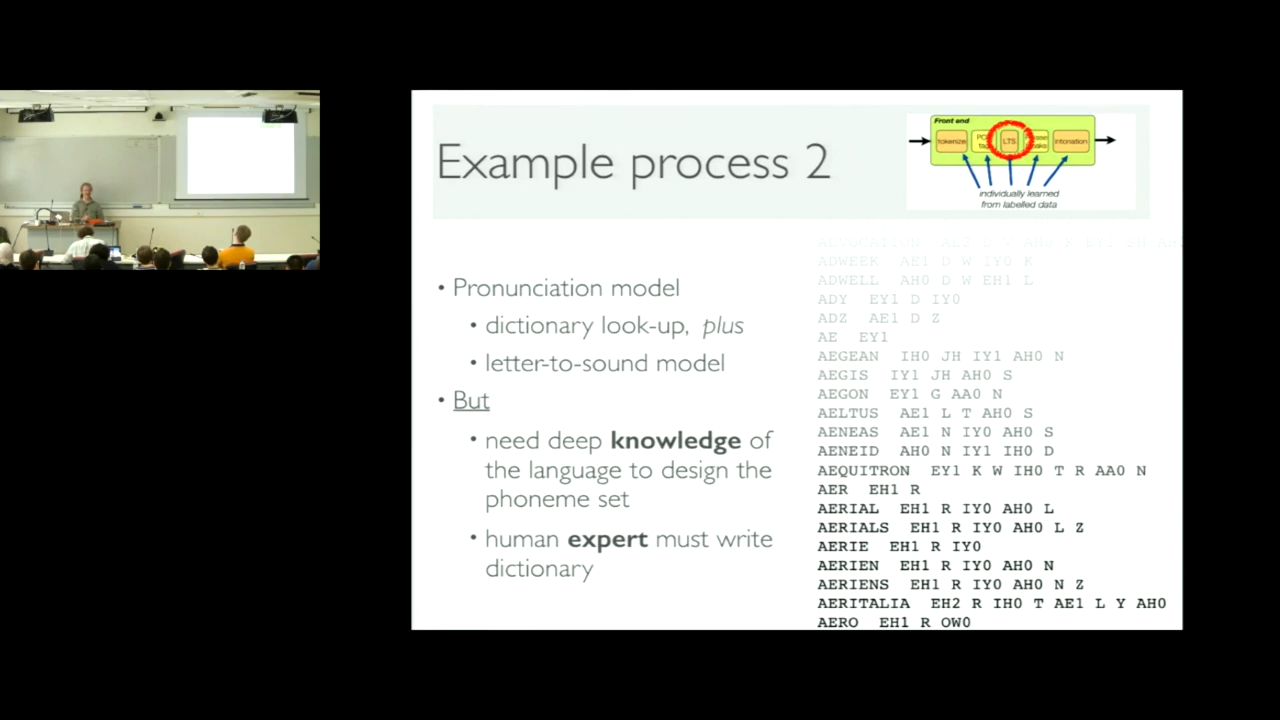 Example process 2
Front end
tokenize
LTS
intonation
individually learned
from labelled data
• Pronunciation model
• dictionary look-up, plus
• letter-to-sound model
• But
• need deep knowledge of
the language to design the
phoneme set
• human expert must write
dictionary
ADWEEK AE1 D W IY0 K
ADWELL AH0 D W EH1 L
ADY EY1 D IY0
ADZ AE1 D Z
AE EY1
AEGEAN IH0 JH IY1 AH0 N
AEGIS IY1 JH AH0 S
AEGON EY1 G AA0 N
AELTUS AE1 L T AH0 S
AENEAS AE1 N IY0 AH0 S
AENEID AH0 N IY1 IH0 D
AEQUITRON EY1 K W IH0 T R AA0 N
AER EH1 R
AERIAL EH1 R IY0 AH0 L
AERIALS EH1 R IY0 AH0 L Z
AERIE EH1 R IY0
AERIEN EH1 R IY0 AH0 N
AERIENS EH1 R IY0 AH0 N Z
AERITALIA EH2 R IH0 T AE1 L Y AH0
AERO EH1 R OW0